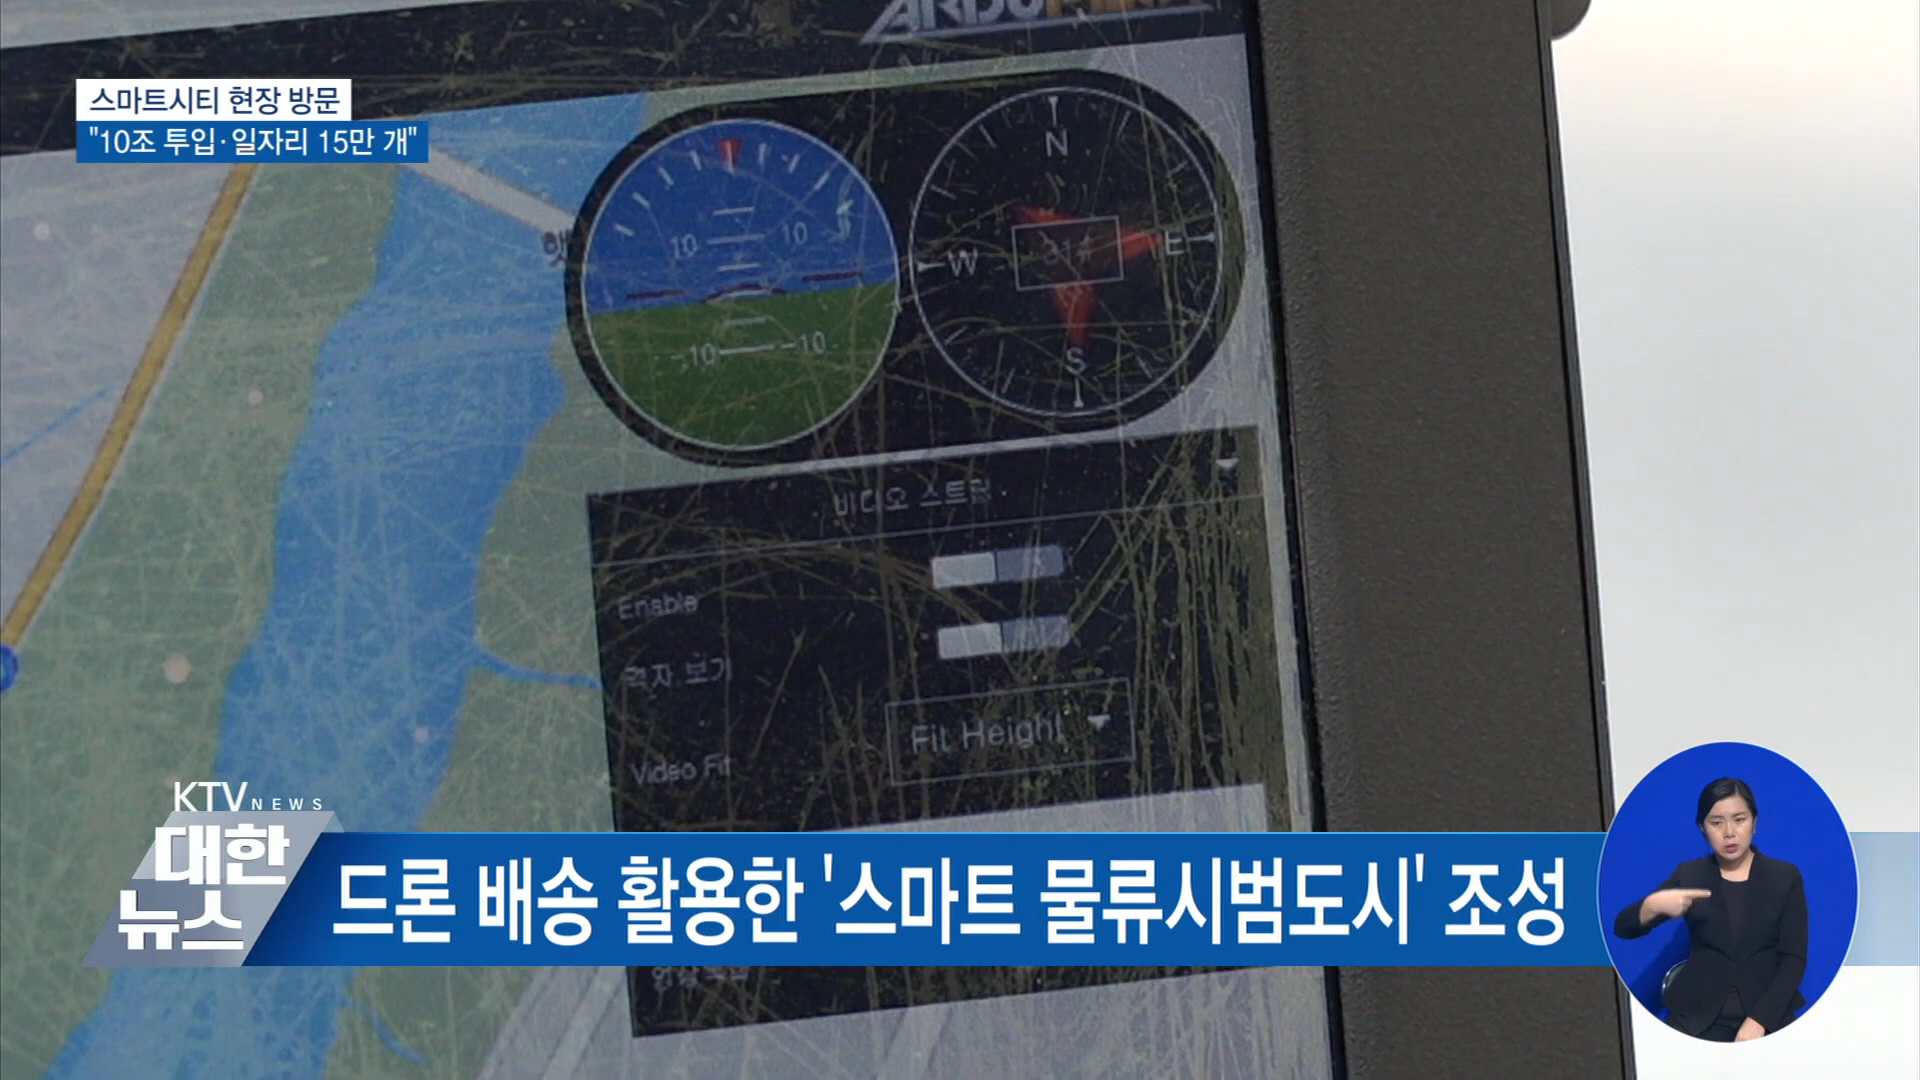 스마트시티 현장 방문
"10조 투입·일자리 15만 개"
N
10 10
W E
-10 -10
S
비디오 스트림
Enable
격자 보기
Fit Height
Video Fit
KTV NEWS
대한
뉴스
드론 배송 활용한 '스마트 물류시범도시' 조성